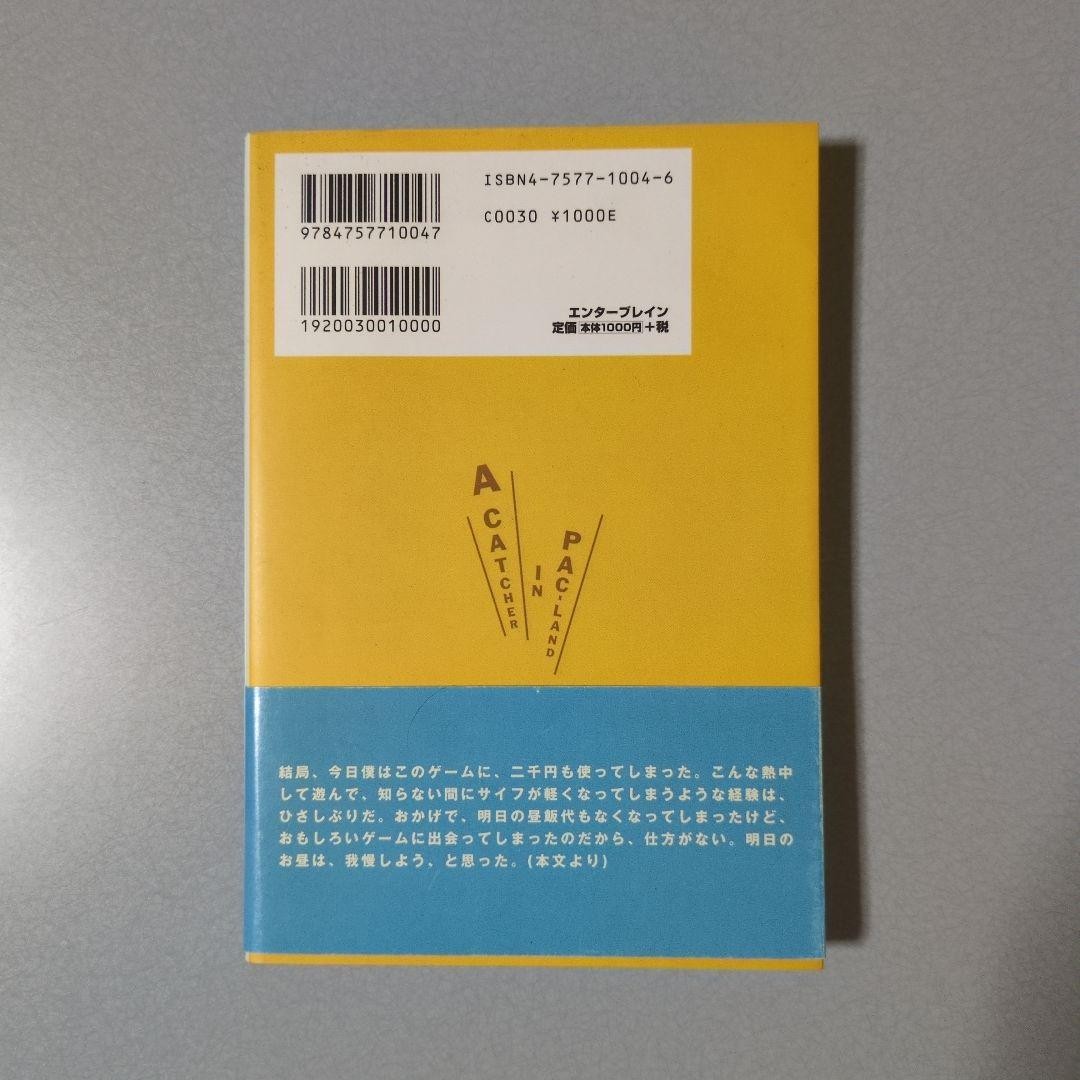 ISBN4-7577-1004-6
C0030 ¥1000E
9784757710047
1920030010000
エンターブレイン
定価 本体1000円 +税
A CATCHER
IN
PAC-LAND
結局、今日僕はこのゲームに、二千円も使ってしまった。こんな熱中
して遊んで、知らない間にサイフが軽くなってしまうような経験は、
ひさしぶりだ。おかげで、明日の昼飯代もなくなってしまったけど、
おもしろいゲームに出会ってしまったのだから、仕方がない。明日の
お昼は、我慢しよう、と思った。(本文より)